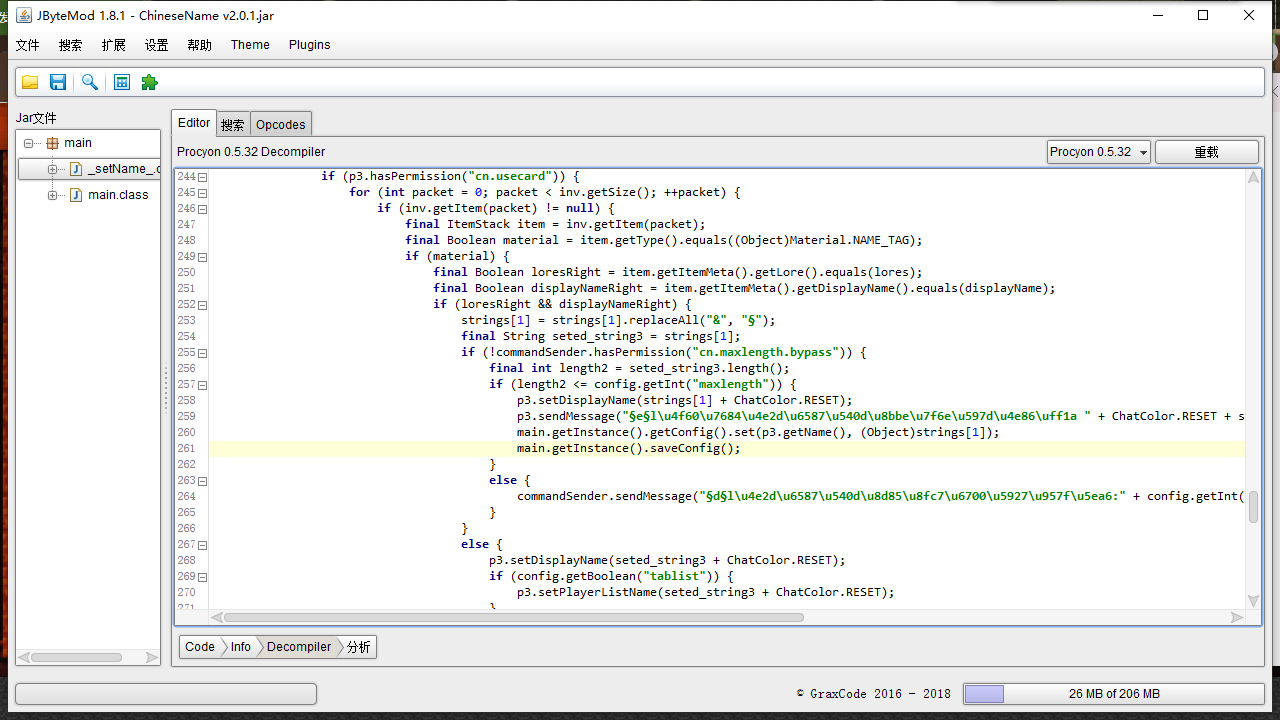 JByteMod 1.8.1 - ChineseName v2.0.1.jar
文件 搜索 扩展 设置 帮助 Theme Plugins
Jar文件
main
_setName_.c
main.class
Editor 搜索 Opcodes
Procyon 0.5.32 Decompiler
Procyon 0.5.32 重载
244 if (p3.hasPermission("cn.usecard")) {
245 for (int packet = 0; packet < inv.getSize(); ++packet) {
246 if (inv.getItem(packet) != null) {
247 final ItemStack item = inv.getItem(packet);
248 final Boolean material = item.getType().equals((Object)Material.NAME_TAG);
249 if (material) {
250 final Boolean loresRight = item.getItemMeta().getLore().equals(lores);
251 final Boolean displayNameRight = item.getItemMeta().getDisplayName().equals(displayName);
252 if (loresRight && displayNameRight) {
253 strings[1] = strings[1].replaceAll("&", "§");
254 final String seted_string3 = strings[1];
255 if (!commandSender.hasPermission("cn.maxlength.bypass")) {
256 final int length2 = seted_string3.length();
257 if (length2 <= config.getInt("maxlength")) {
258 p3.setDisplayName(strings[1] + ChatColor.RESET);
259 p3.sendMessage("§e§l\u4f60\u7684\u4e2d\u6587\u540d\u8bbe\u7f6e\u597d\u4e86\uff1a " + ChatColor.RESET + s
260 main.getInstance().getConfig().set(p3.getName(), (Object)strings[1]);
261 main.getInstance().saveConfig();
262 }
263 else {
264 commandSender.sendMessage("§d§l\u4e2d\u6587\u540d\u8d85\u8fc7\u6700\u5927\u957f\u5ea6:" + config.getInt(
265 }
266 }
267 else {
268 p3.setDisplayName(seted_string3 + ChatColor.RESET);
269 if (config.getBoolean("tablist")) {
270 p3.setPlayerListName(seted_string3 + ChatColor.RESET);
271 }
Code Info Decompiler 分析
© GraxCode 2016 - 2018 26 MB of 206 MB